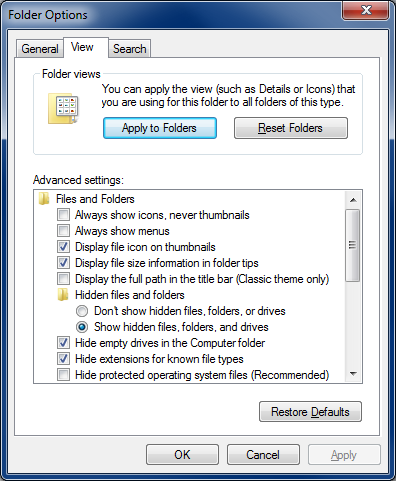 Folder Options
General View Search
Folder views
You can apply the view (such as Details or Icons) that
you are using for this folder to all folders of this type.
Apply to Folders Reset Folders
Advanced settings:
Files and Folders
Always show icons, never thumbnails
Always show menus
Display file icon on thumbnails
Display file size information in folder tips
Display the full path in the title bar (Classic theme only)
Hidden files and folders
Don't show hidden files, folders, or drives
Show hidden files, folders, and drives
Hide empty drives in the Computer folder
Hide extensions for known file types
Hide protected operating system files (Recommended)
Restore Defaults
OK Cancel Apply